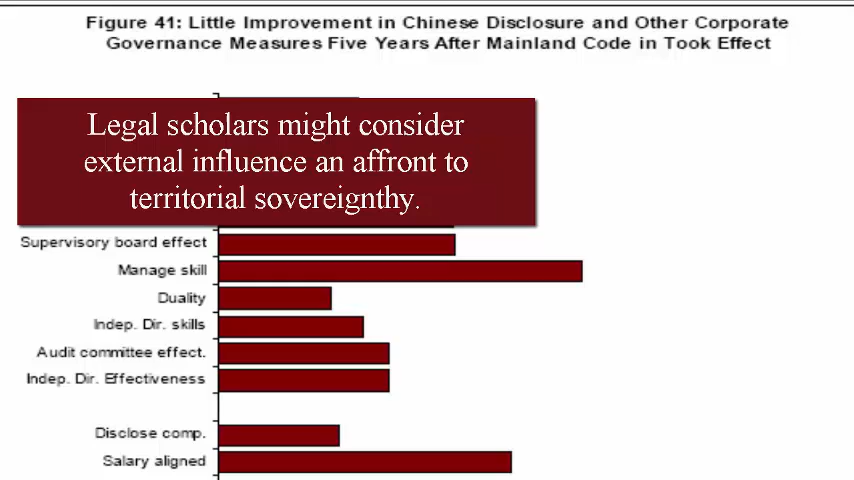 Figure 41: Little Improvement in Chinese Disclosure and Other Corporate
Governance Measures Five Years After Mainland Code in Took Effect
Legal scholars might consider
external influence an affront to
territorial sovereignthy.
Supervisory board effect
Manage skill
Duality
Indep. Dir. skills
Audit committee effect.
Indep. Dir. Effectiveness
Disclose comp.
Salary aligned